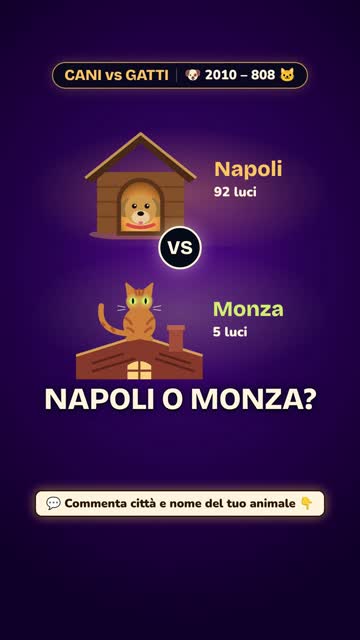 CANI vs GATTI | 🐶 2010 – 808 🐱
Napoli
92 luci
VS
Monza
5 luci
NAPOLI O MONZA?
💬 Commenta città e nome del tuo animale 👇